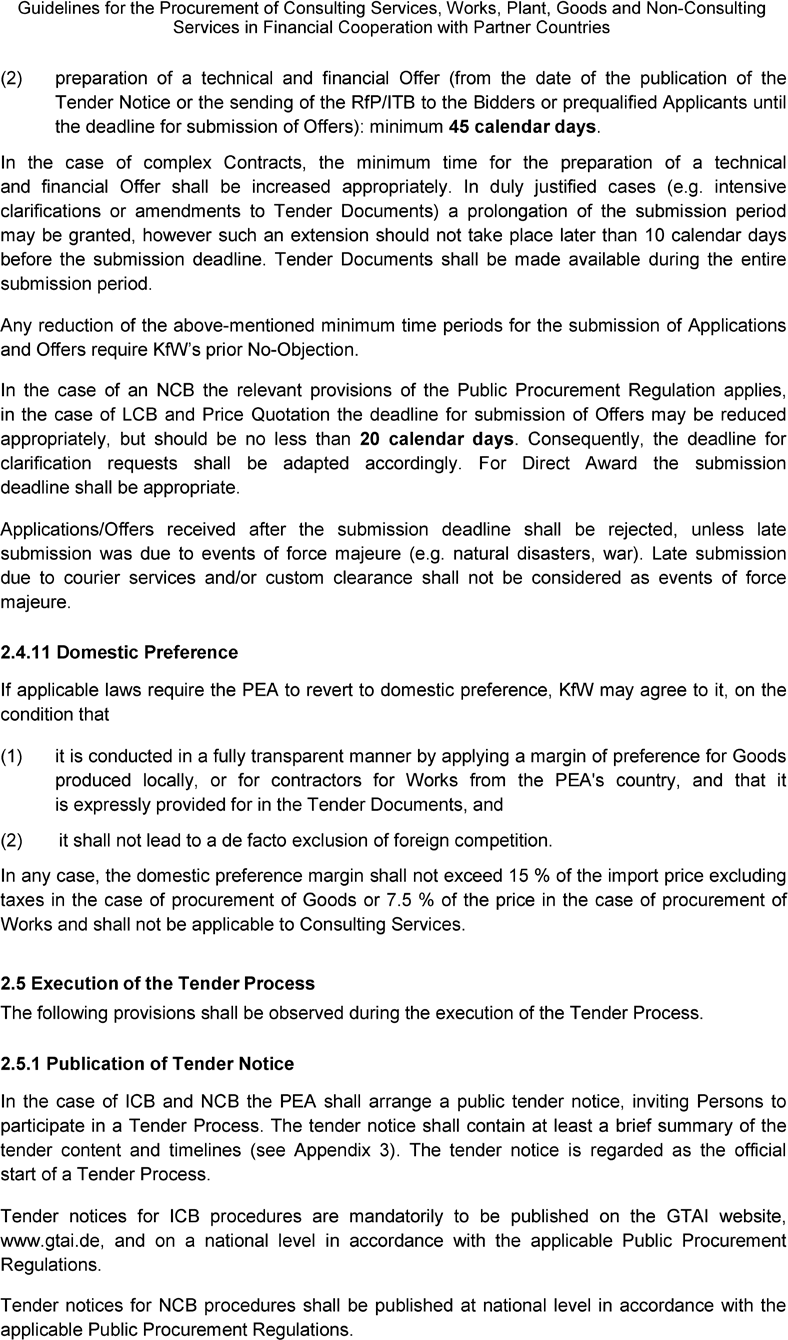 Guidelines for the Procurement of Consulting Services, Works, Plant, Goods and Non-Consulting
Services in Financial Cooperation with Partner Countries
(2) preparation of a technical and financial Offer (from the date of the publication of the
Tender Notice or the sending of the RfP/ITB to the Bidders or prequalified Applicants until
the deadline for submission of Offers): minimum 45 calendar days.
In the case of complex Contracts, the minimum time for the preparation of a technical
and financial Offer shall be increased appropriately. In duly justified cases (e.g. intensive
clarifications or amendments to Tender Documents) a prolongation of the submission period
may be granted, however such an extension should not take place later than 10 calendar days
before the submission deadline. Tender Documents shall be made available during the entire
submission period.
Any reduction of the above-mentioned minimum time periods for the submission of Applications
and Offers require KfW's prior No-Objection.
In the case of an NCB the relevant provisions of the Public Procurement Regulation applies,
in the case of LCB and Price Quotation the deadline for submission of Offers may be reduced
appropriately, but should be no less than 20 calendar days. Consequently, the deadline for
clarification requests shall be adapted accordingly. For Direct Award the submission
deadline shall be appropriate.
Applications/Offers received after the submission deadline shall be rejected, unless late
submission was due to events of force majeure (e.g. natural disasters, war). Late submission
due to courier services and/or custom clearance shall not be considered as events of force
majeure.
2.4.11 Domestic Preference
If applicable laws require the PEA to revert to domestic preference, KfW may agree to it, on the
condition that
(1) it is conducted in a fully transparent manner by applying a margin of preference for Goods
produced locally, or for contractors for Works from the PEA's country, and that it
is expressly provided for in the Tender Documents, and
(2) it shall not lead to a de facto exclusion of foreign competition.
In any case, the domestic preference margin shall not exceed 15 % of the import price excluding
taxes in the case of procurement of Goods or 7.5 % of the price in the case of procurement of
Works and shall not be applicable to Consulting Services.
2.5 Execution of the Tender Process
The following provisions shall be observed during the execution of the Tender Process.
2.5.1 Publication of Tender Notice
In the case of ICB and NCB the PEA shall arrange a public tender notice, inviting Persons to
participate in a Tender Process. The tender notice shall contain at least a brief summary of the
tender content and timelines (see Appendix 3). The tender notice is regarded as the official
start of a Tender Process.
Tender notices for ICB procedures are mandatorily to be published on the GTAI website,
www.gtai.de, and on a national level in accordance with the applicable Public Procurement
Regulations.
Tender notices for NCB procedures shall be published at national level in accordance with the
applicable Public Procurement Regulations.